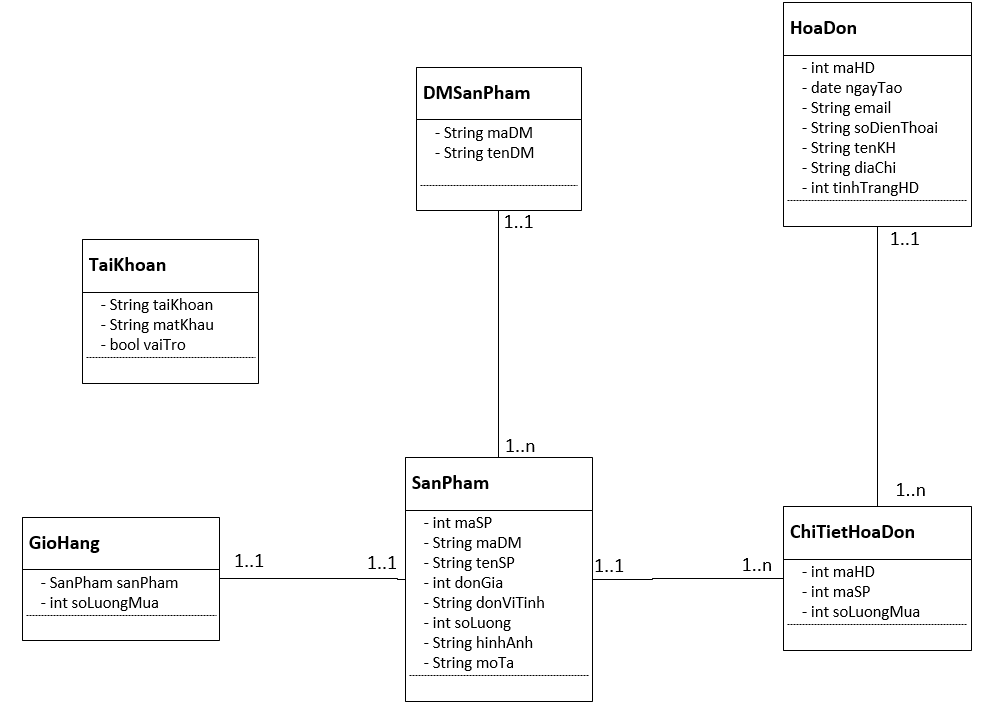 HoaDon
- int maHD
- date ngayTao
- String email
- String soDienThoai
- String tenKH
- String diaChi
- int tinhTrangHD
1..1
DMSanPham
- String maDM
- String tenDM
1..1
TaiKhoan
- String taiKhoan
- String matKhau
- bool vaiTro
1..n
SanPham
- int maSP
- String maDM
- String tenSP
- int donGia
- String donViTinh
- int soLuong
- String hinhAnh
- String moTa
1..n
GioHang
- SanPham sanPham
- int soLuongMua
1..1
1..1
1..1
1..n
ChiTietHoaDon
- int maHD
- int maSP
- int soLuongMua